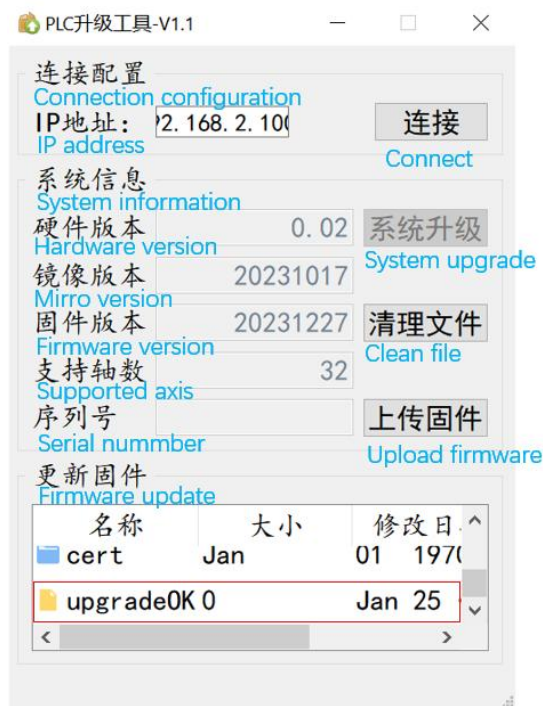 PLC升级工具-V1.1
连接配置
Connection configuration
IP地址: 2.168.2.100 连接
IP address
Connect
系统信息
System information
硬件版本 0.02 系统升级
Hardware version
System upgrade
镜像版本 20231017
Mirro version
固件版本 20231227 清理文件
Firmware version
Clean file
支持轴数 32
Supported axis
序列号 上传固件
Serial nummber
Upload firmware
更新固件
Firmware update
名称 大小 修改日
cert Jan 01 1970
upgradeOK 0 Jan 25